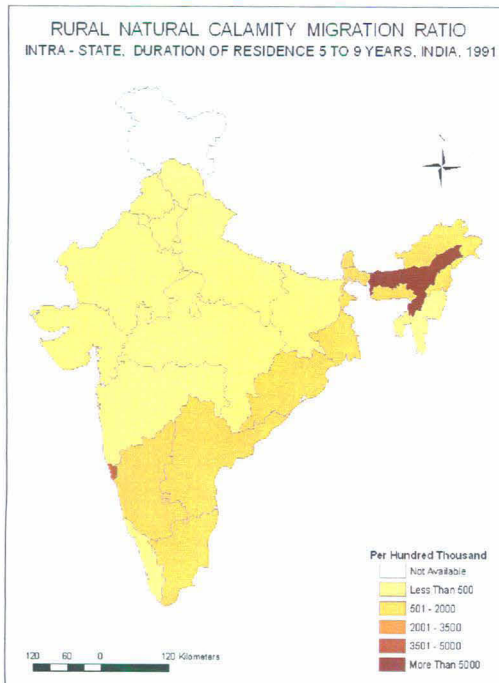 RURAL NATURAL CALAMITY MIGRATION RATIO
INTRA - STATE, DURATION OF RESIDENCE 5 TO 9 YEARS, INDIA, 1991
N
Per Hundred Thousand
Not Available
Less Than 500
501 - 2000
2001 - 3500
3501 - 5000
More Than 5000
120 60 0 120 Kilometers